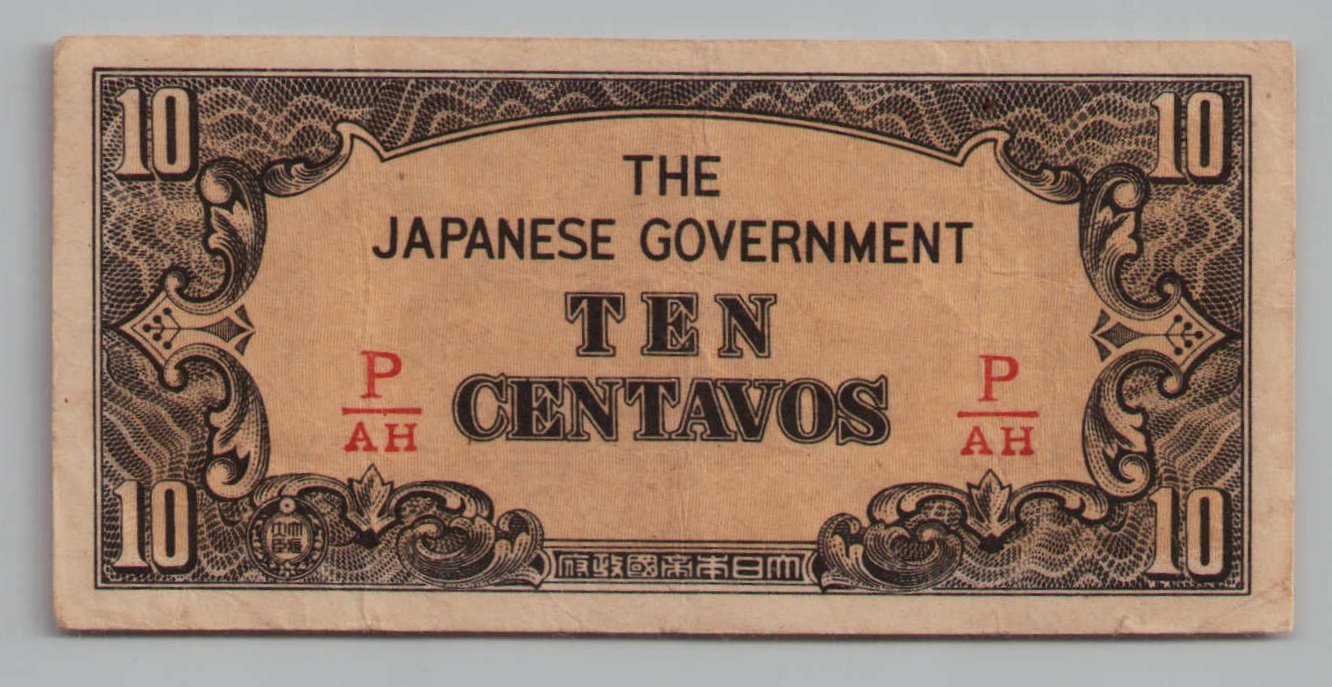 10 10
THE
JAPANESE GOVERNMENT
TEN
CENTAVOS
P
AH
P
AH
10 10
大日本帝國政府